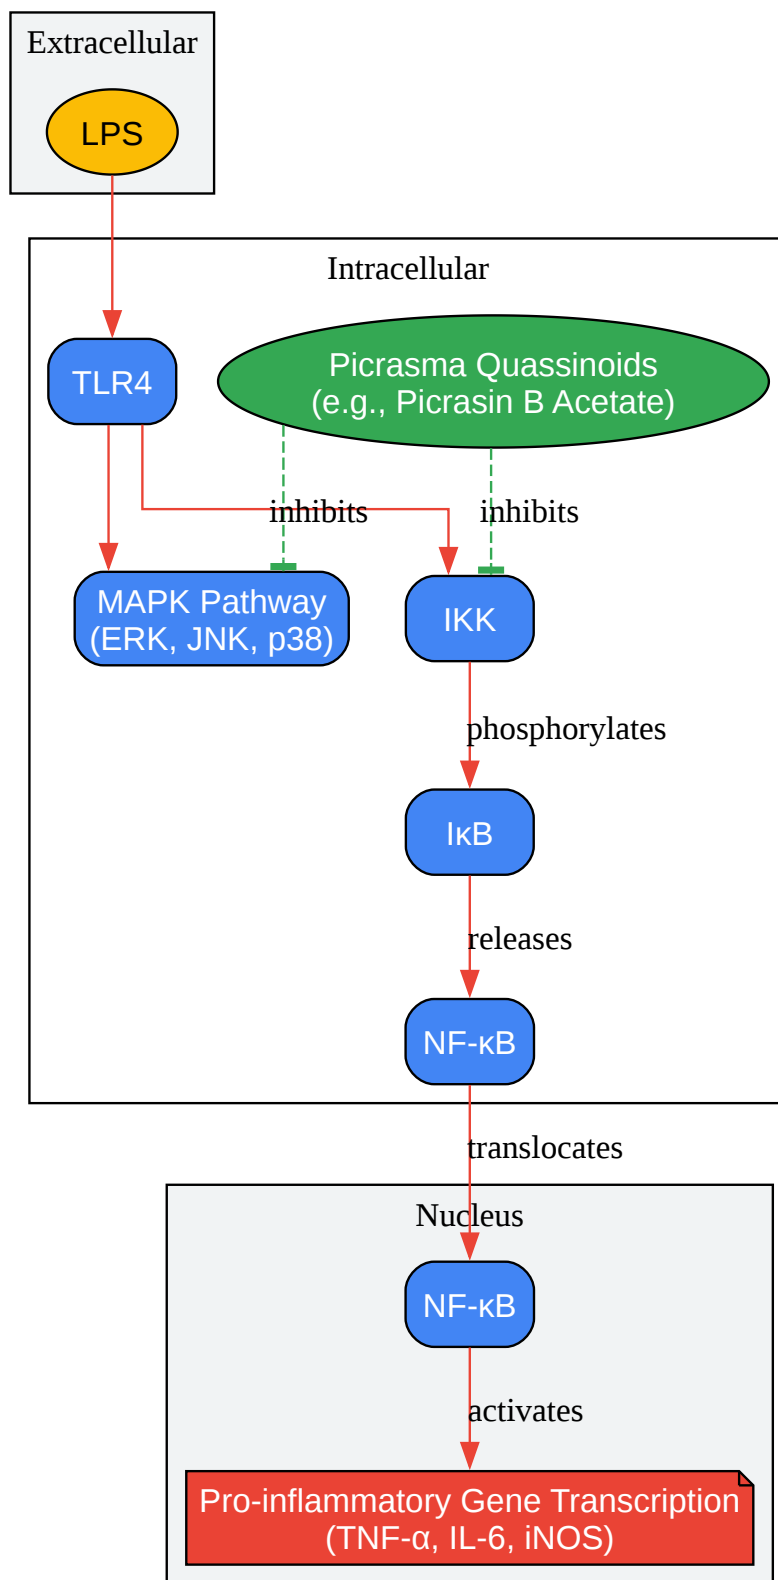 Extracellular
LPS
Intracellular
TLR4
Picrasma Quassinoids
(e.g., Picrasin B Acetate)
inhibits
inhibits
MAPK Pathway
(ERK, JNK, p38)
IKK
phosphorylates
IκB
releases
NF-κB
translocates
Nucleus
NF-κB
activates
Pro-inflammatory Gene Transcription
(TNF-α, IL-6, iNOS)